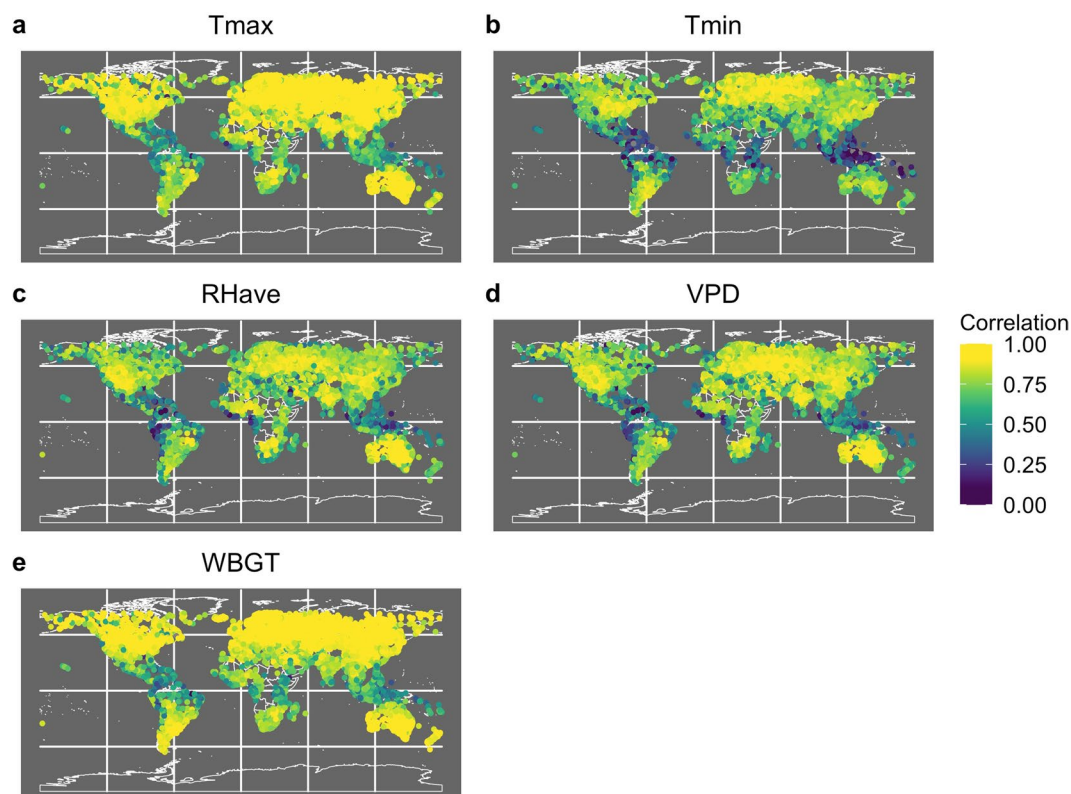 a Tmax
b Tmin
c RHave
d VPD
Correlation
1.00
0.75
0.50
0.25
0.00
e WBGT